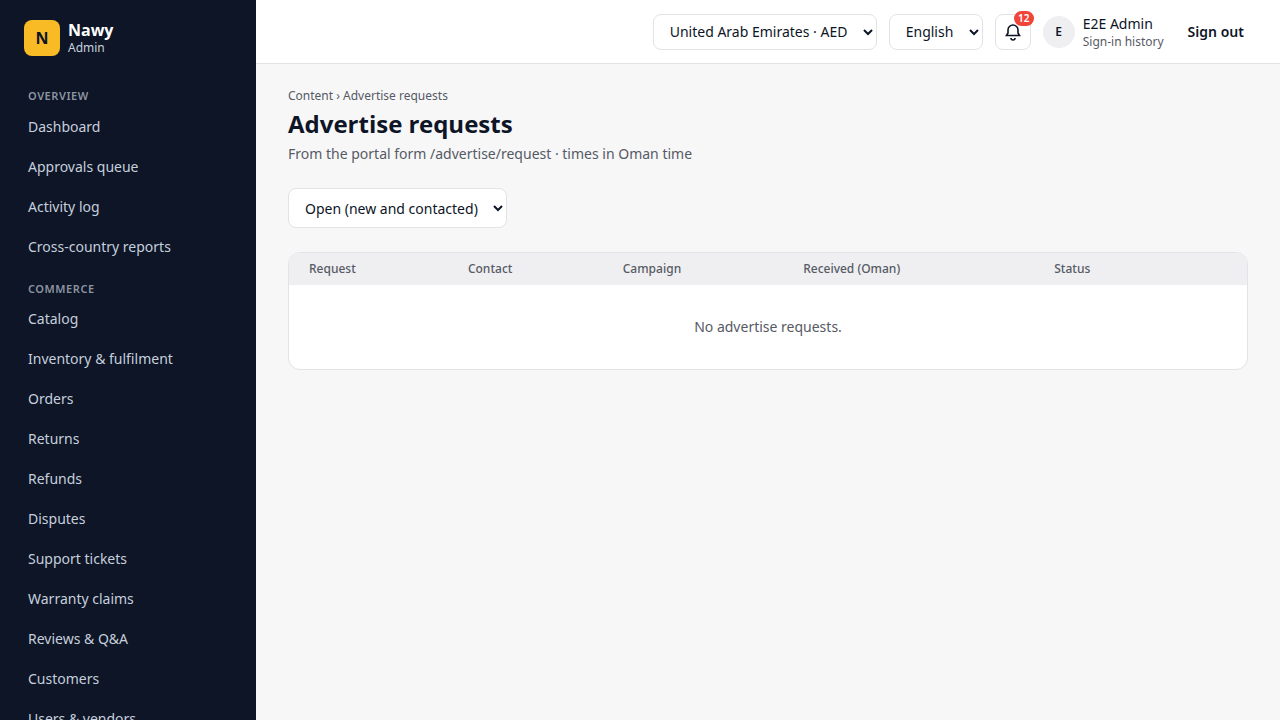 N
Nawy
Admin
OVERVIEW
Dashboard
Approvals queue
Activity log
Cross-country reports
COMMERCE
Catalog
Inventory & fulfilment
Orders
Returns
Refunds
Disputes
Support tickets
Warranty claims
Reviews & Q&A
Customers
Users & vendors
United Arab Emirates · AED
English
12
E
E2E Admin
Sign-in history
Sign out
Content › Advertise requests
Advertise requests
From the portal form /advertise/request · times in Oman time
Open (new and contacted)
Request Contact Campaign Received (Oman) Status
No advertise requests.